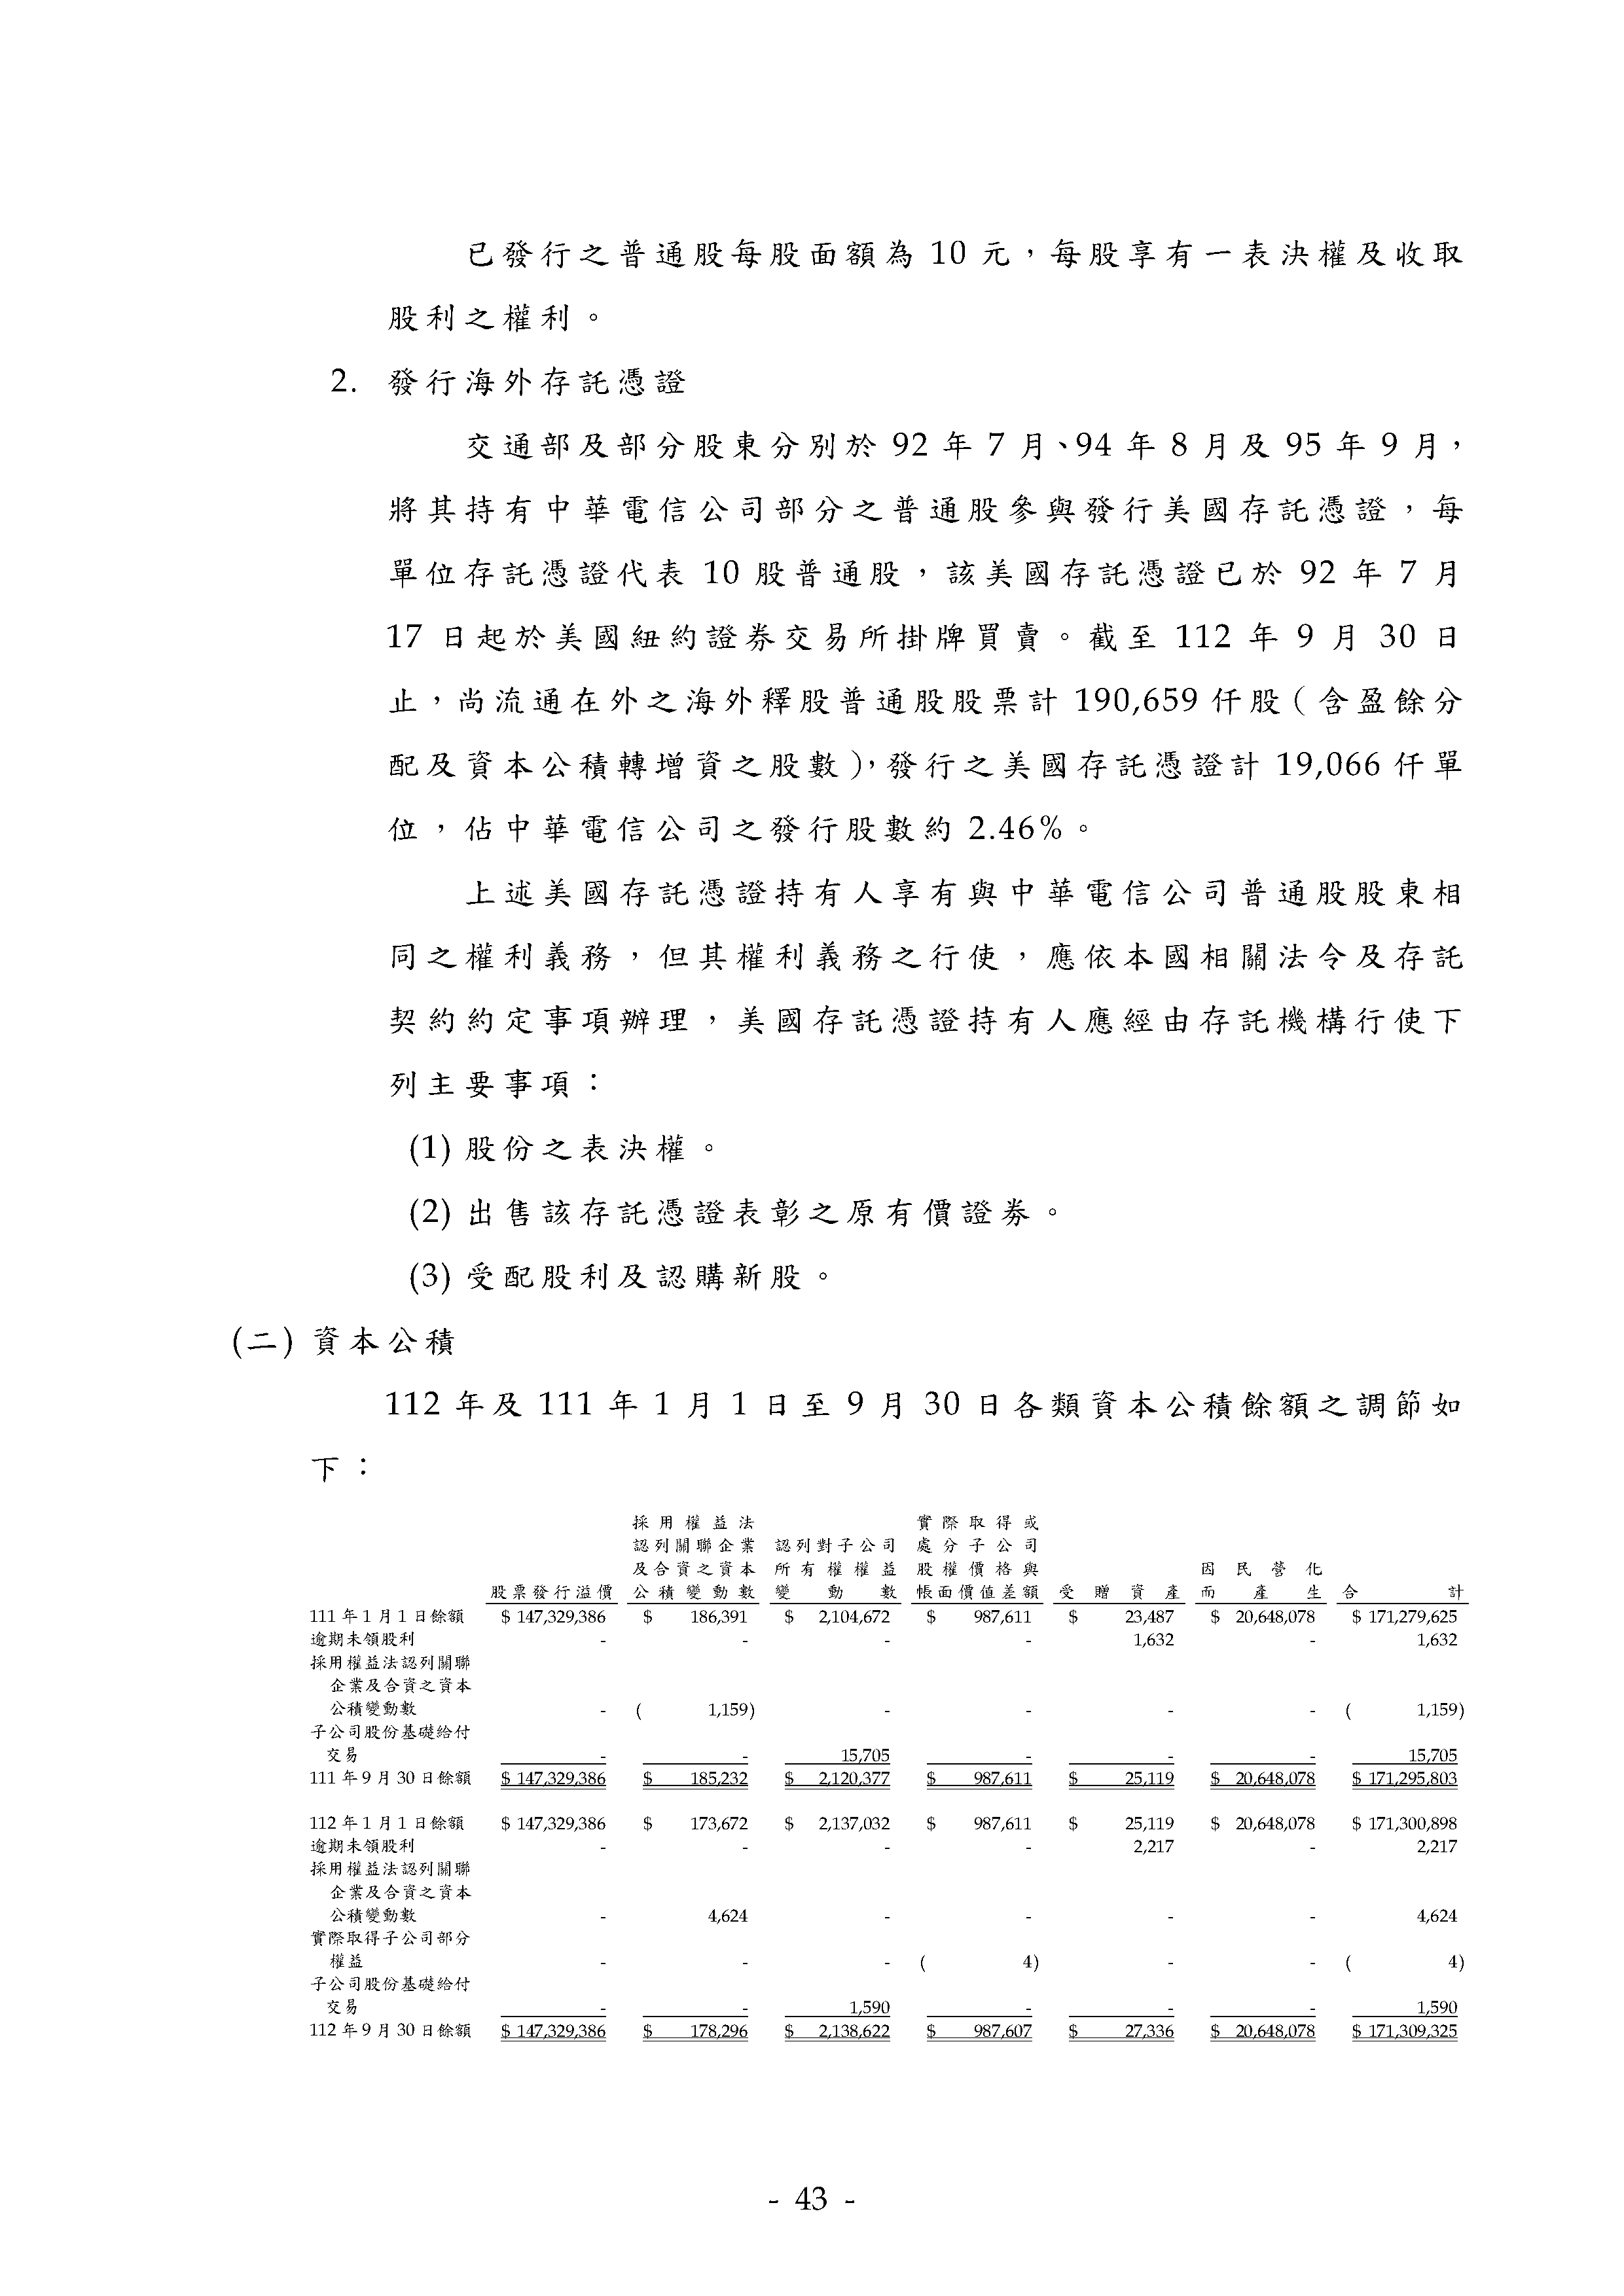 已發行之普通股每股面額為 10 元，每股享有一表決權及收取
股利之權利。
2. 發行海外存託憑證
交通部及部分股東分別於 92 年 7 月、94 年 8 月及 95 年 9 月，
將其持有中華電信公司部分之普通股參與發行美國存託憑證，每
單位存託憑證代表 10 股普通股，該美國存託憑證已於 92 年 7 月
17 日起於美國紐約證券交易所掛牌買賣。截至 112 年 9 月 30 日
止，尚流通在外之海外釋股普通股股票計 190,659 仟股（含盈餘分
配及資本公積轉增資之股數），發行之美國存託憑證計 19,066 仟單
位，佔中華電信公司之發行股數約 2.46%。
上述美國存託憑證持有人享有與中華電信公司普通股股東相
同之權利義務，但其權利義務之行使，應依本國相關法令及存託
契約約定事項辦理，美國存託憑證持有人應經由存託機構行使下
列主要事項：
(1) 股份之表決權。
(2) 出售該存託憑證表彰之原有價證券。
(3) 受配股利及認購新股。
(二) 資本公積
112 年及 111 年 1 月 1 日至 9 月 30 日各類資本公積餘額之調節如
下：
採用權益法 實際取得或
認列關聯企業 認列對子公司 處分子公司
及合資之資本 所有權權益 股權價格與 因民營化
股票發行溢價 公積變動數 變動數 帳面價值差額 受贈資產 而產生 合計
111 年 1 月 1 日餘額 $ 147,329,386 $ 186,391 $ 2,104,672 $ 987,611 $ 23,487 $ 20,648,078 $ 171,279,625
逾期未領股利 - - - - 1,632 - 1,632
採用權益法認列關聯
企業及合資之資本
公積變動數 - ( 1,159) - - - - ( 1,159)
子公司股份基礎給付
交易 - - 15,705 - - - 15,705
111 年 9 月 30 日餘額 $ 147,329,386 $ 185,232 $ 2,120,377 $ 987,611 $ 25,119 $ 20,648,078 $ 171,295,803
112 年 1 月 1 日餘額 $ 147,329,386 $ 173,672 $ 2,137,032 $ 987,611 $ 25,119 $ 20,648,078 $ 171,300,898
逾期未領股利 - - - - 2,217 - 2,217
採用權益法認列關聯
企業及合資之資本
公積變動數 - 4,624 - - - - 4,624
實際取得子公司部分
權益 - - - ( 4) - - ( 4)
子公司股份基礎給付
交易 - - 1,590 - - - 1,590
112 年 9 月 30 日餘額 $ 147,329,386 $ 178,296 $ 2,138,622 $ 987,607 $ 27,336 $ 20,648,078 $ 171,309,325
- 43 -